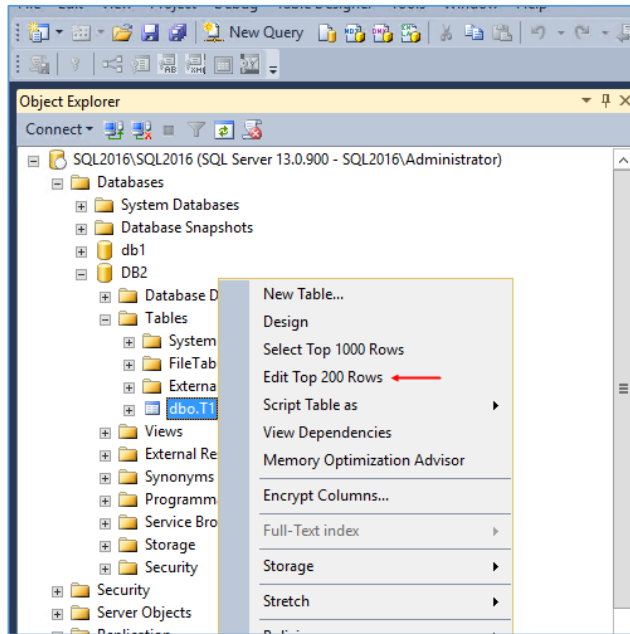 New Query
Object Explorer
Connect
SQL2016\SQL2016 (SQL Server 13.0.900 - SQL2016\Administrator)
Databases
System Databases
Database Snapshots
db1
DB2
Database D
Tables
System
FileTab
Externa
dbo.T1
Views
External Re
Synonyms
Programm
Service Bro
Storage
Security
Security
Server Objects
New Table...
Design
Select Top 1000 Rows
Edit Top 200 Rows
Script Table as
View Dependencies
Memory Optimization Advisor
Encrypt Columns...
Full-Text index
Storage
Stretch